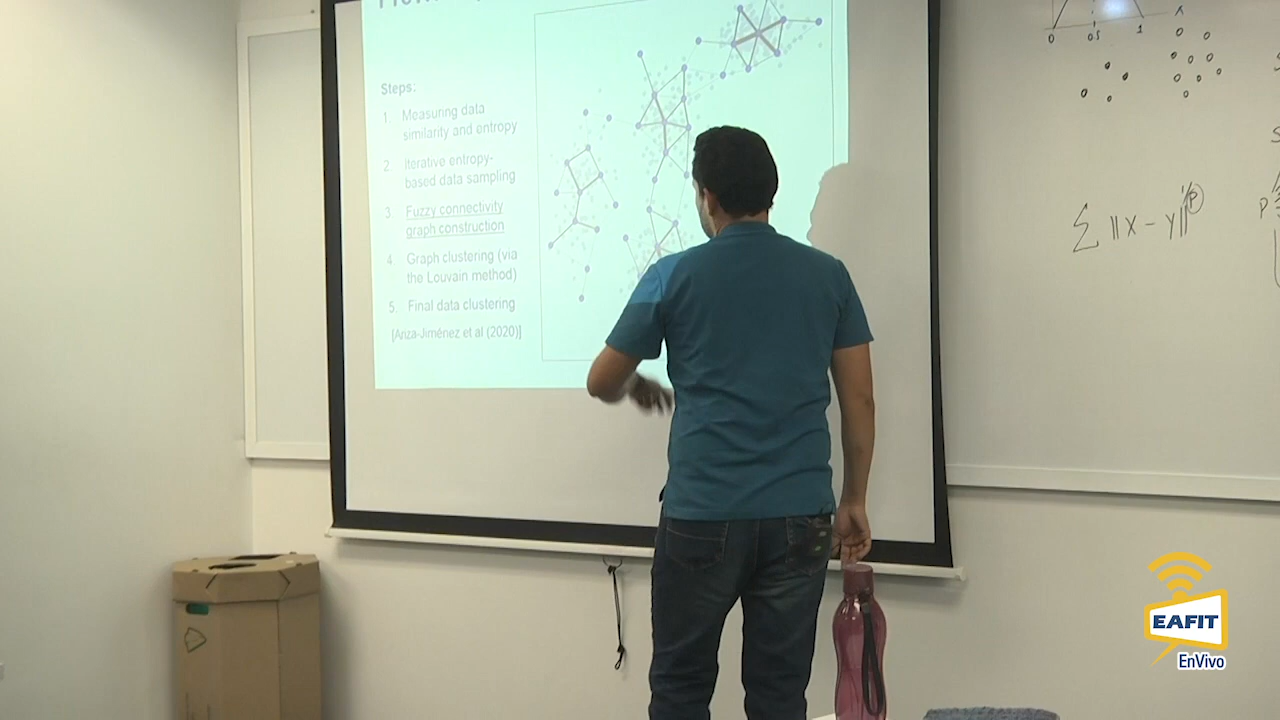 Steps:
1. Measuring data
similarity and entropy
2. Iterative entropy-
based data sampling
3 Fuzzy connectivity
graph construction
4 Graph clustering (via
the Louvain method)
5. Final data clustering
[Ariza-Jiménez et al (2020)]
0 0.5 1 x
Σ ||X - Y||^p
P
EAFIT
EnVivo